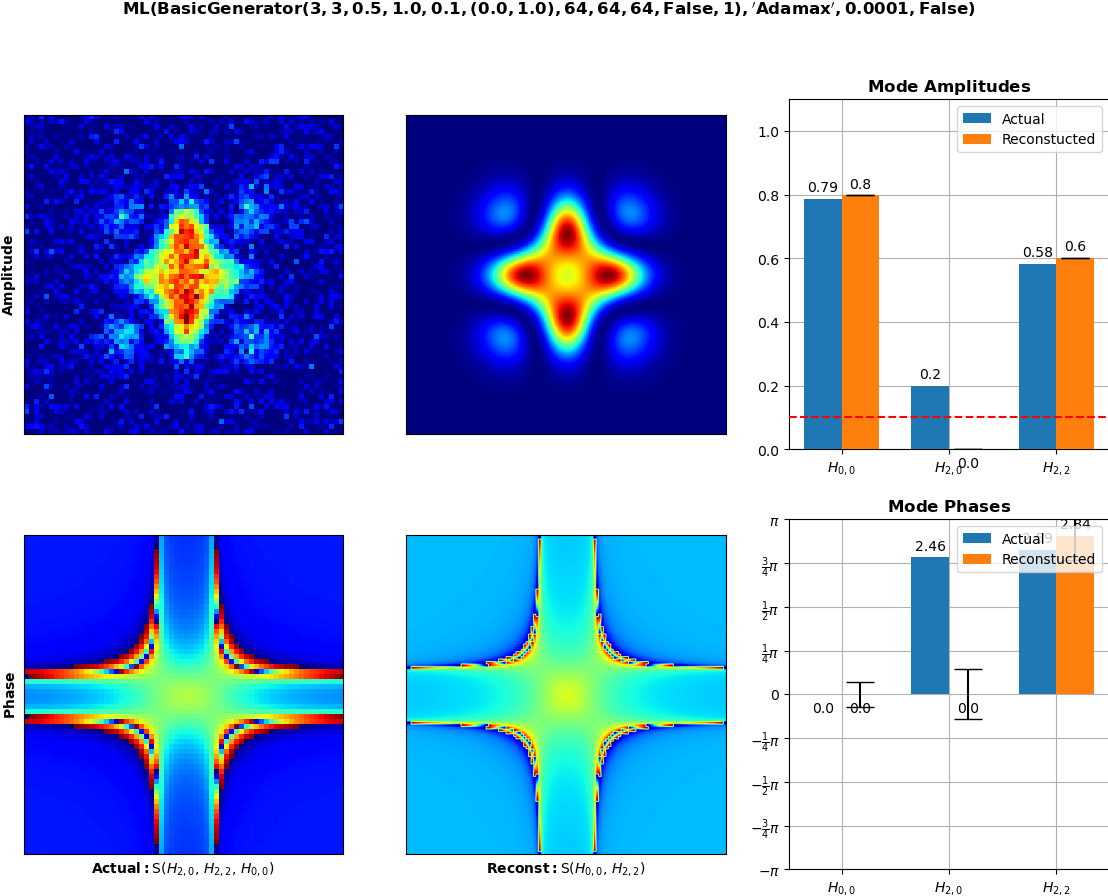 ML(BasicGenerator(3, 3, 0.5, 1.0, 0.1, (0.0, 1.0), 64, 64, 64, False, 1), ′Adamax′, 0.0001, False)
Mode Amplitudes
Actual
Reconstucted
1.0
0.8
0.6
0.4
0.2
0.0
0.79
0.8
0.2
0.0
0.58
0.6
H0,0
H2,0
H2,2
Amplitude
Mode Phases
Actual
Reconstucted
π
3/4π
1/2π
1/4π
0
−1/4π
−1/2π
−3/4π
−π
2.46
2.84
0.0
0.0
0.0
H0,0
H2,0
H2,2
Phase
Actual: S(H2,0, H2,2, H0,0)
Reconst: S(H0,0, H2,2)